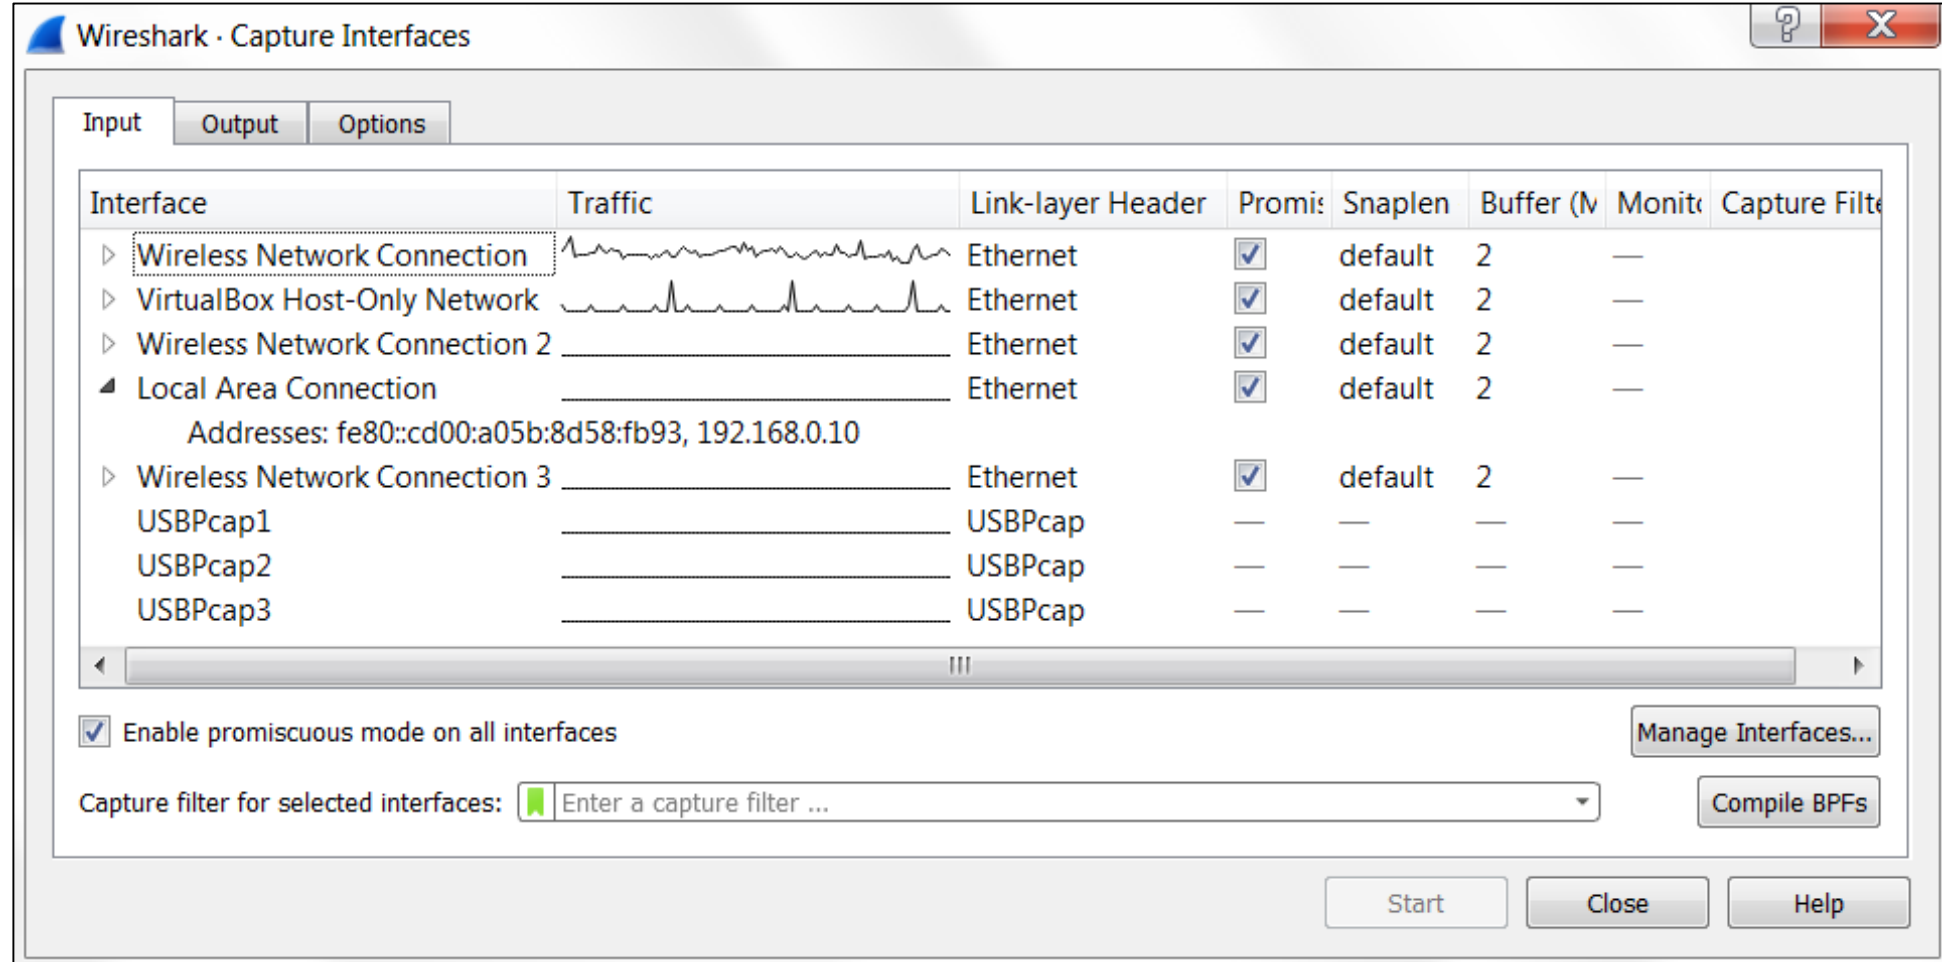 Wireshark · Capture Interfaces
Input Output Options
Interface Traffic Link-layer Header Promis Snaplen Buffer (M Monito Capture Filte
Wireless Network Connection Ethernet default 2 —
VirtualBox Host-Only Network Ethernet default 2 —
Wireless Network Connection 2 Ethernet default 2 —
Local Area Connection Ethernet default 2 —
Addresses: fe80::cd00:a05b:8d58:fb93, 192.168.0.10
Wireless Network Connection 3 Ethernet default 2 —
USBPcap1 USBPcap — — — —
USBPcap2 USBPcap — — — —
USBPcap3 USBPcap — — — —
Enable promiscuous mode on all interfaces Manage Interfaces...
Capture filter for selected interfaces: Enter a capture filter ... Compile BPFs
Start Close Help